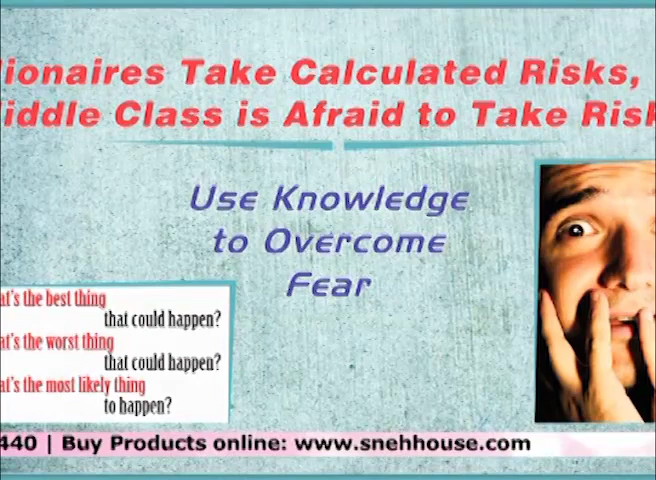 lionaires Take Calculated Risks,
iddle Class is Afraid to Take Risk
Use Knowledge
to Overcome
Fear
at's the best thing
that could happen?
at's the worst thing
that could happen?
at's the most likely thing
to happen?
440 | Buy Products online: www.snehhouse.com